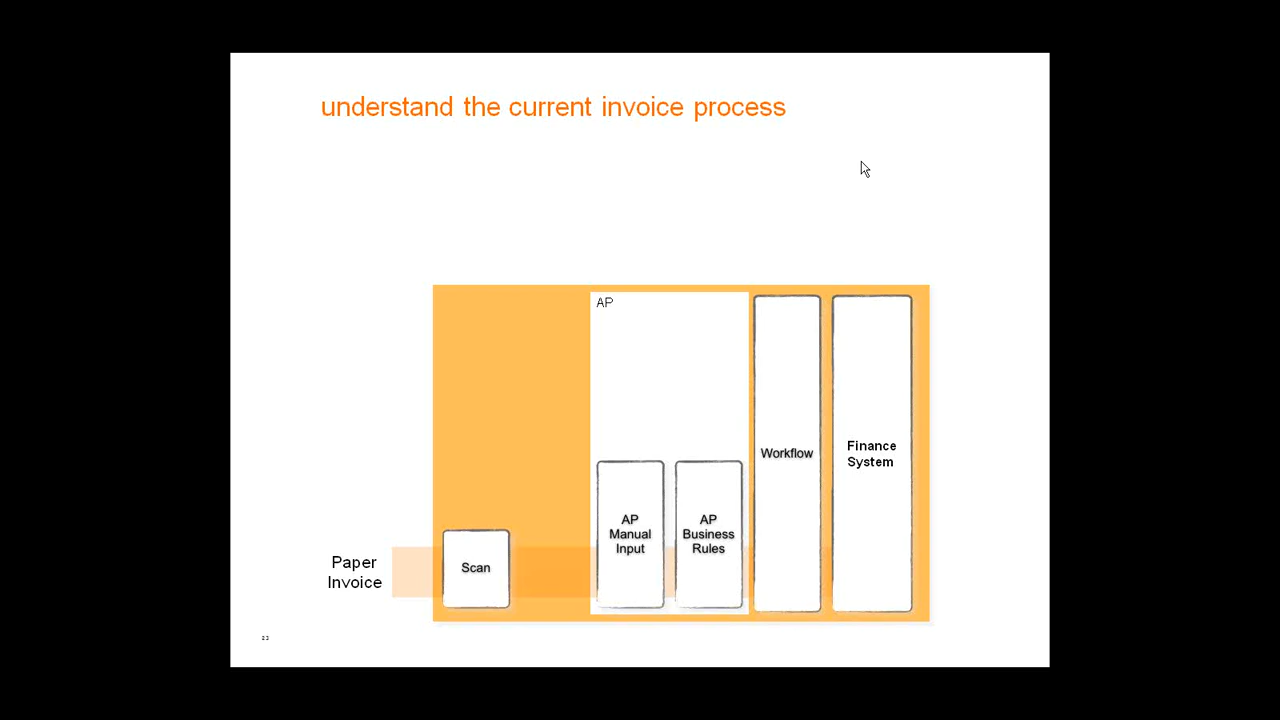 understand the current invoice process
AP
Workflow
Finance
System
AP
Manual
Input
AP
Business
Rules
Scan
Paper
Invoice